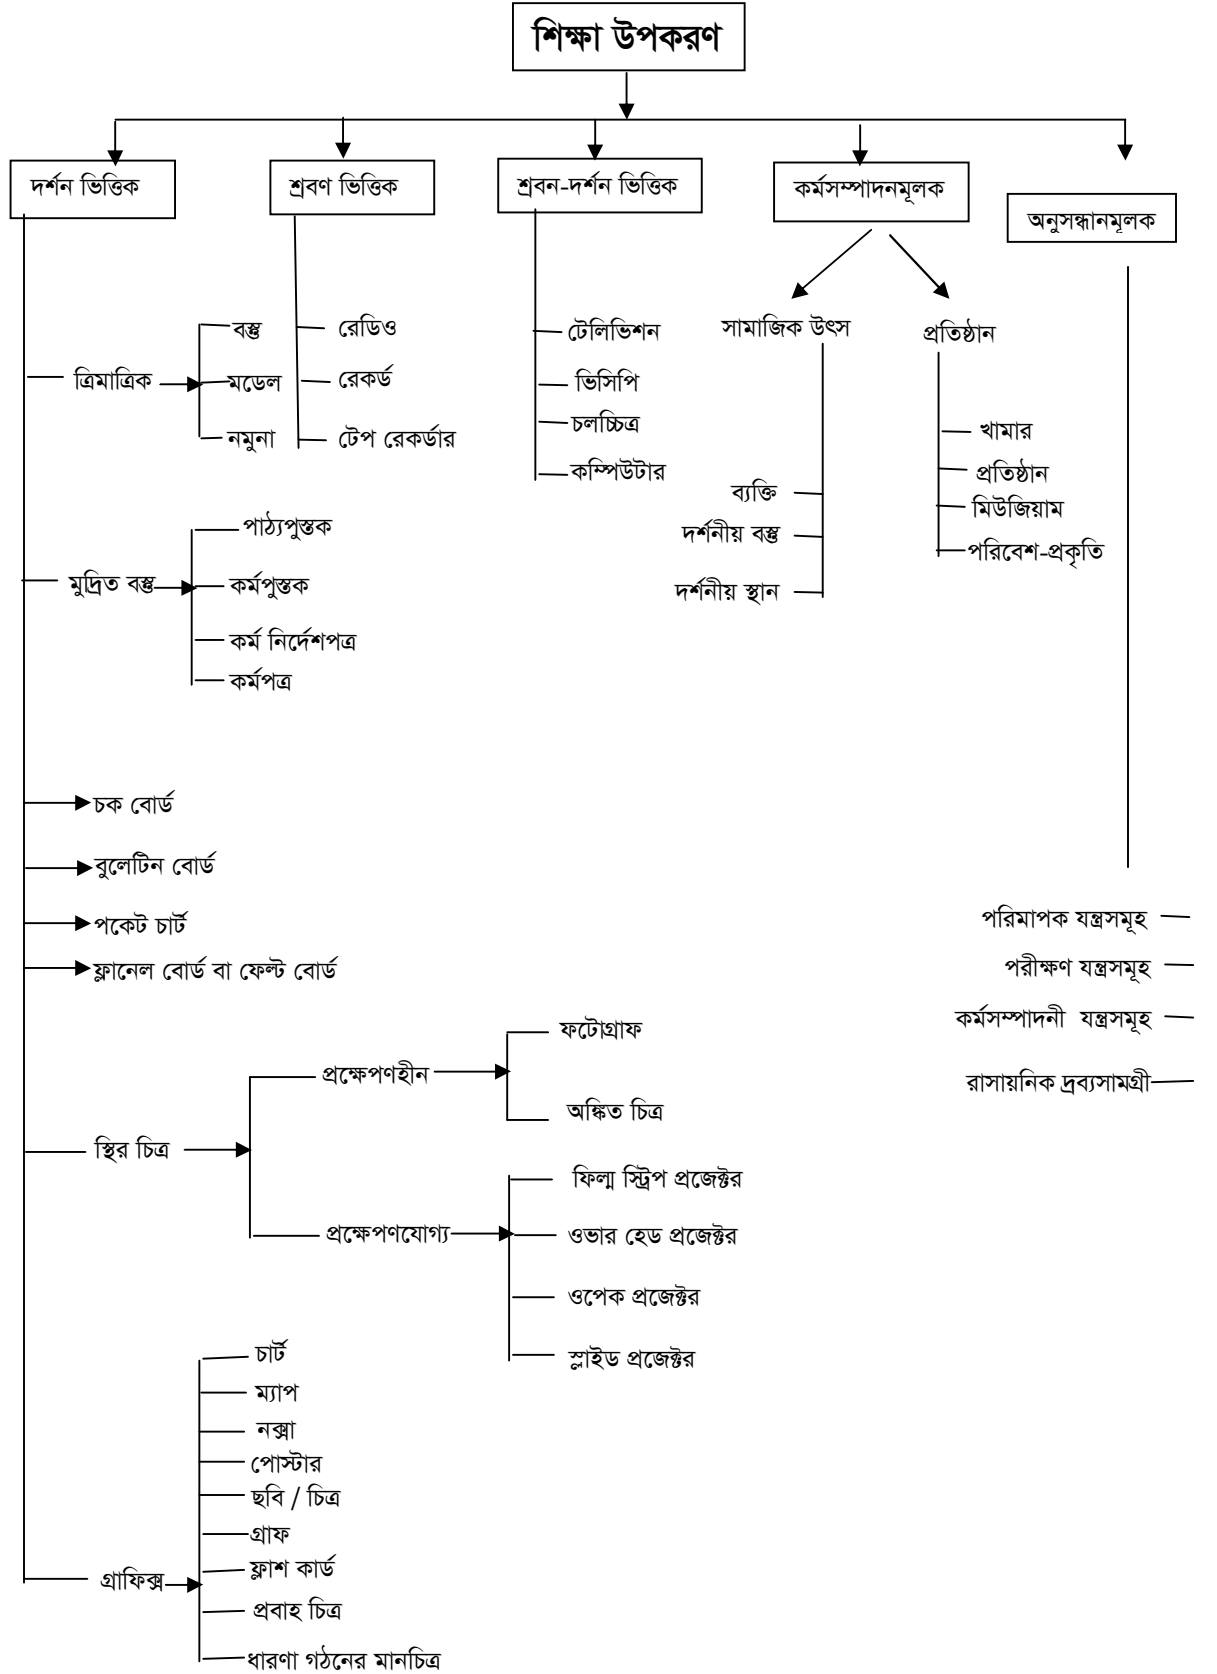 শিক্ষা উপকরণ
দর্শন ভিত্তিক
শ্রবণ ভিত্তিক
শ্রবন-দর্শন ভিত্তিক
কর্মসম্পাদনমূলক
অনুসন্ধানমূলক
ত্রিমাত্রিক
বস্তু
মডেল
নমুনা
মুদ্রিত বস্তু
পাঠ্যপুস্তক
কর্মপুস্তক
কর্ম নির্দেশপত্র
কর্মপত্র
চক বোর্ড
বুলেটিন বোর্ড
পকেট চার্ট
ফ্লানেল বোর্ড বা ফেল্ট বোর্ড
স্থির চিত্র
প্রক্ষেপণহীন
ফটোগ্রাফ
অঙ্কিত চিত্র
প্রক্ষেপণযোগ্য
ফিল্ম স্ট্রিপ প্রজেক্টর
ওভার হেড প্রজেক্টর
ওপেক প্রজেক্টর
স্লাইড প্রজেক্টর
গ্রাফিক্স
চার্ট
ম্যাপ
নক্সা
পোস্টার
ছবি / চিত্র
গ্রাফ
ফ্লাশ কার্ড
প্রবাহ চিত্র
ধারণা গঠনের মানচিত্র
রেডিও
রেকর্ড
টেপ রেকর্ডার
টেলিভিশন
ভিসিপি
চলচ্চিত্র
কম্পিউটার
সামাজিক উৎস
ব্যক্তি
দর্শনীয় বস্তু
দর্শনীয় স্থান
প্রতিষ্ঠান
খামার
প্রতিষ্ঠান
মিউজিয়াম
পরিবেশ-প্রকৃতি
পরিমাপক যন্ত্রসমূহ
পরীক্ষণ যন্ত্রসমূহ
কর্মসম্পাদনী যন্ত্রসমূহ
রাসায়নিক দ্রব্যসামগ্রী